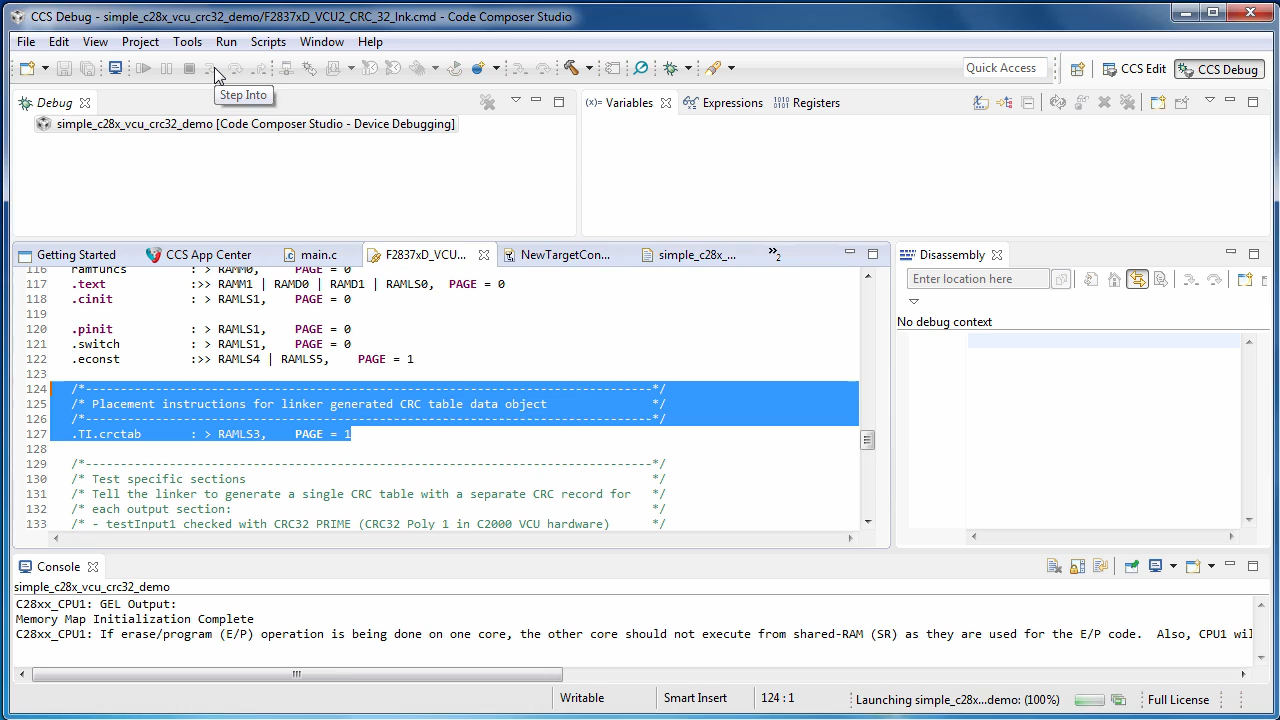 CCS Debug - simple_c28x_vcu_crc32_demo/F2837xD_VCU2_CRC_32_lnk.cmd - Code Composer Studio
File Edit View Project Tools Run Scripts Window Help
Quick Access CCS Edit CCS Debug
Step Into
Debug
simple_c28x_vcu_crc32_demo [Code Composer Studio - Device Debugging]
(x)= Variables Expressions Registers
Getting Started CCS App Center main.c F2837xD_VCU... NewTargetCon... simple_c28x_... »2
116 ramfuncs : > RAMM0, PAGE = 0
117 .text :>> RAMM1 | RAMD0 | RAMD1 | RAMLS0, PAGE = 0
118 .cinit : > RAMLS1, PAGE = 0
119
120 .pinit : > RAMLS1, PAGE = 0
121 .switch : > RAMLS1, PAGE = 0
122 .econst :>> RAMLS4 | RAMLS5, PAGE = 1
123
124 /*---------------------------------------------------------------------------------*/
125 /* Placement instructions for linker generated CRC table data object */
126 /*---------------------------------------------------------------------------------*/
127 .TI.crctab : > RAMLS3, PAGE = 1
128
129 /*---------------------------------------------------------------------------------*/
130 /* Test specific sections */
131 /* Tell the linker to generate a single CRC table with a separate CRC record for */
132 /* each output section: */
133 /* - testInput1 checked with CRC32 PRIME (CRC32 Poly 1 in C2000 VCU hardware) */
Disassembly
Enter location here
No debug context
Console
simple_c28x_vcu_crc32_demo
C28xx_CPU1: GEL Output:
Memory Map Initialization Complete
C28xx_CPU1: If erase/program (E/P) operation is being done on one core, the other core should not execute from shared-RAM (SR) as they are used for the E/P code. Also, CPU1 wil
Writable Smart Insert 124 : 1 Launching simple_c28x...demo: (100%) Full License